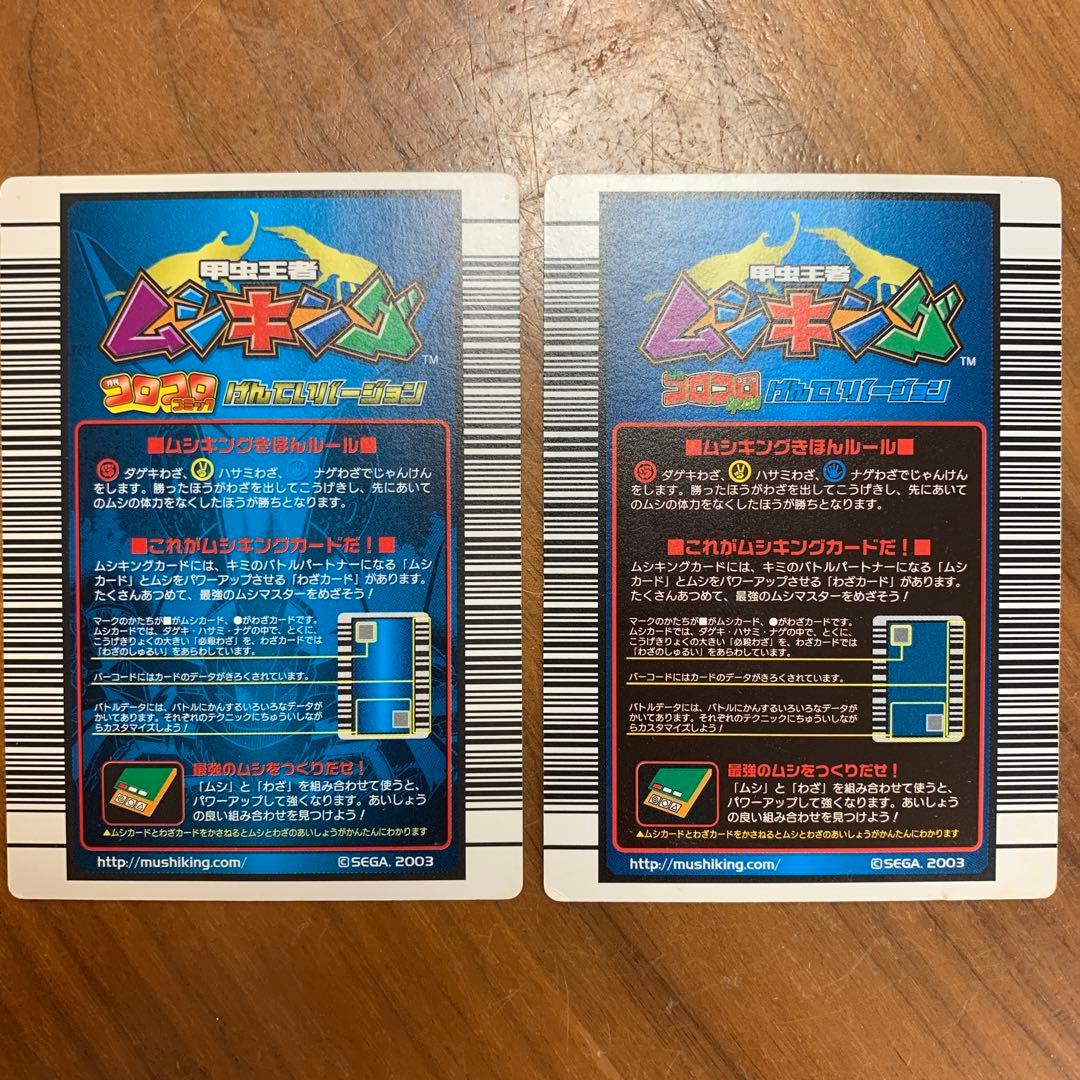 甲虫王者
ムシキング
TM
月刊
コロコロ
コミック
げんていバージョン
■ムシキングきほんルール■
ダゲキわざ、 ハサミわざ、 ナゲわざでじゃんけん
をします。勝ったほうがわざを出してこうげきし、先にあいて
のムシの体力をなくしたほうが勝ちとなります。
■これがムシキングカードだ！■
ムシキングカードには、キミのバトルパートナーになる「ムシ
カード」とムシをパワーアップさせる「わざカード」があります。
たくさんあつめて、最強のムシマスターをめざそう！
マークのかたちが■がムシカード、●がわざカードです。
ムシカードでは、ダゲキ・ハサミ・ナゲの中で、とくに、
こうげきりょくの大きい「必殺わざ」を、わざカードでは
「わざのしゅるい」をあらわしています。
バーコードにはカードのデータがきろくされています。
バトルデータには、バトルにかんするいろいろなデータが
かいてあります。それぞれのテクニックにちゅういしなが
らカスタマイズしよう！
最強のムシをつくりだせ！
「ムシ」と「わざ」を組み合わせて使うと、
パワーアップして強くなります。あいしょう
の良い組み合わせを見つけよう！
▲ムシカードとわざカードをかさねるとムシとわざのあいしょうがかんたんにわかります
http://mushiking.com/
©SEGA, 2003
甲虫王者
ムシキング
TM
コロコロ
げんていバージョン
■ムシキングきほんルール■
ダゲキわざ、 ハサミわざ、 ナゲわざでじゃんけん
をします。勝ったほうがわざを出してこうげきし、先にあいて
のムシの体力をなくしたほうが勝ちとなります。
■これがムシキングカードだ！■
ムシキングカードには、キミのバトルパートナーになる「ムシ
カード」とムシをパワーアップさせる「わざカード」があります。
たくさんあつめて、最強のムシマスターをめざそう！
マークのかたちが■がムシカード、●がわざカードです。
ムシカードでは、ダゲキ・ハサミ・ナゲの中で、とくに、
こうげきりょくの大きい「必殺わざ」を、わざカードでは
「わざのしゅるい」をあらわしています。
バーコードにはカードのデータがきろくされています。
バトルデータには、バトルにかんするいろいろなデータが
かいてあります。それぞれのテクニックにちゅういしなが
らカスタマイズしよう！
最強のムシをつくりだせ！
「ムシ」と「わざ」を組み合わせて使うと、
パワーアップして強くなります。あいしょう
の良い組み合わせを見つけよう！
▲ムシカードとわざカードをかさねるとムシとわざのあいしょうがかんたんにわかります
http://mushiking.com/
©SEGA, 2003